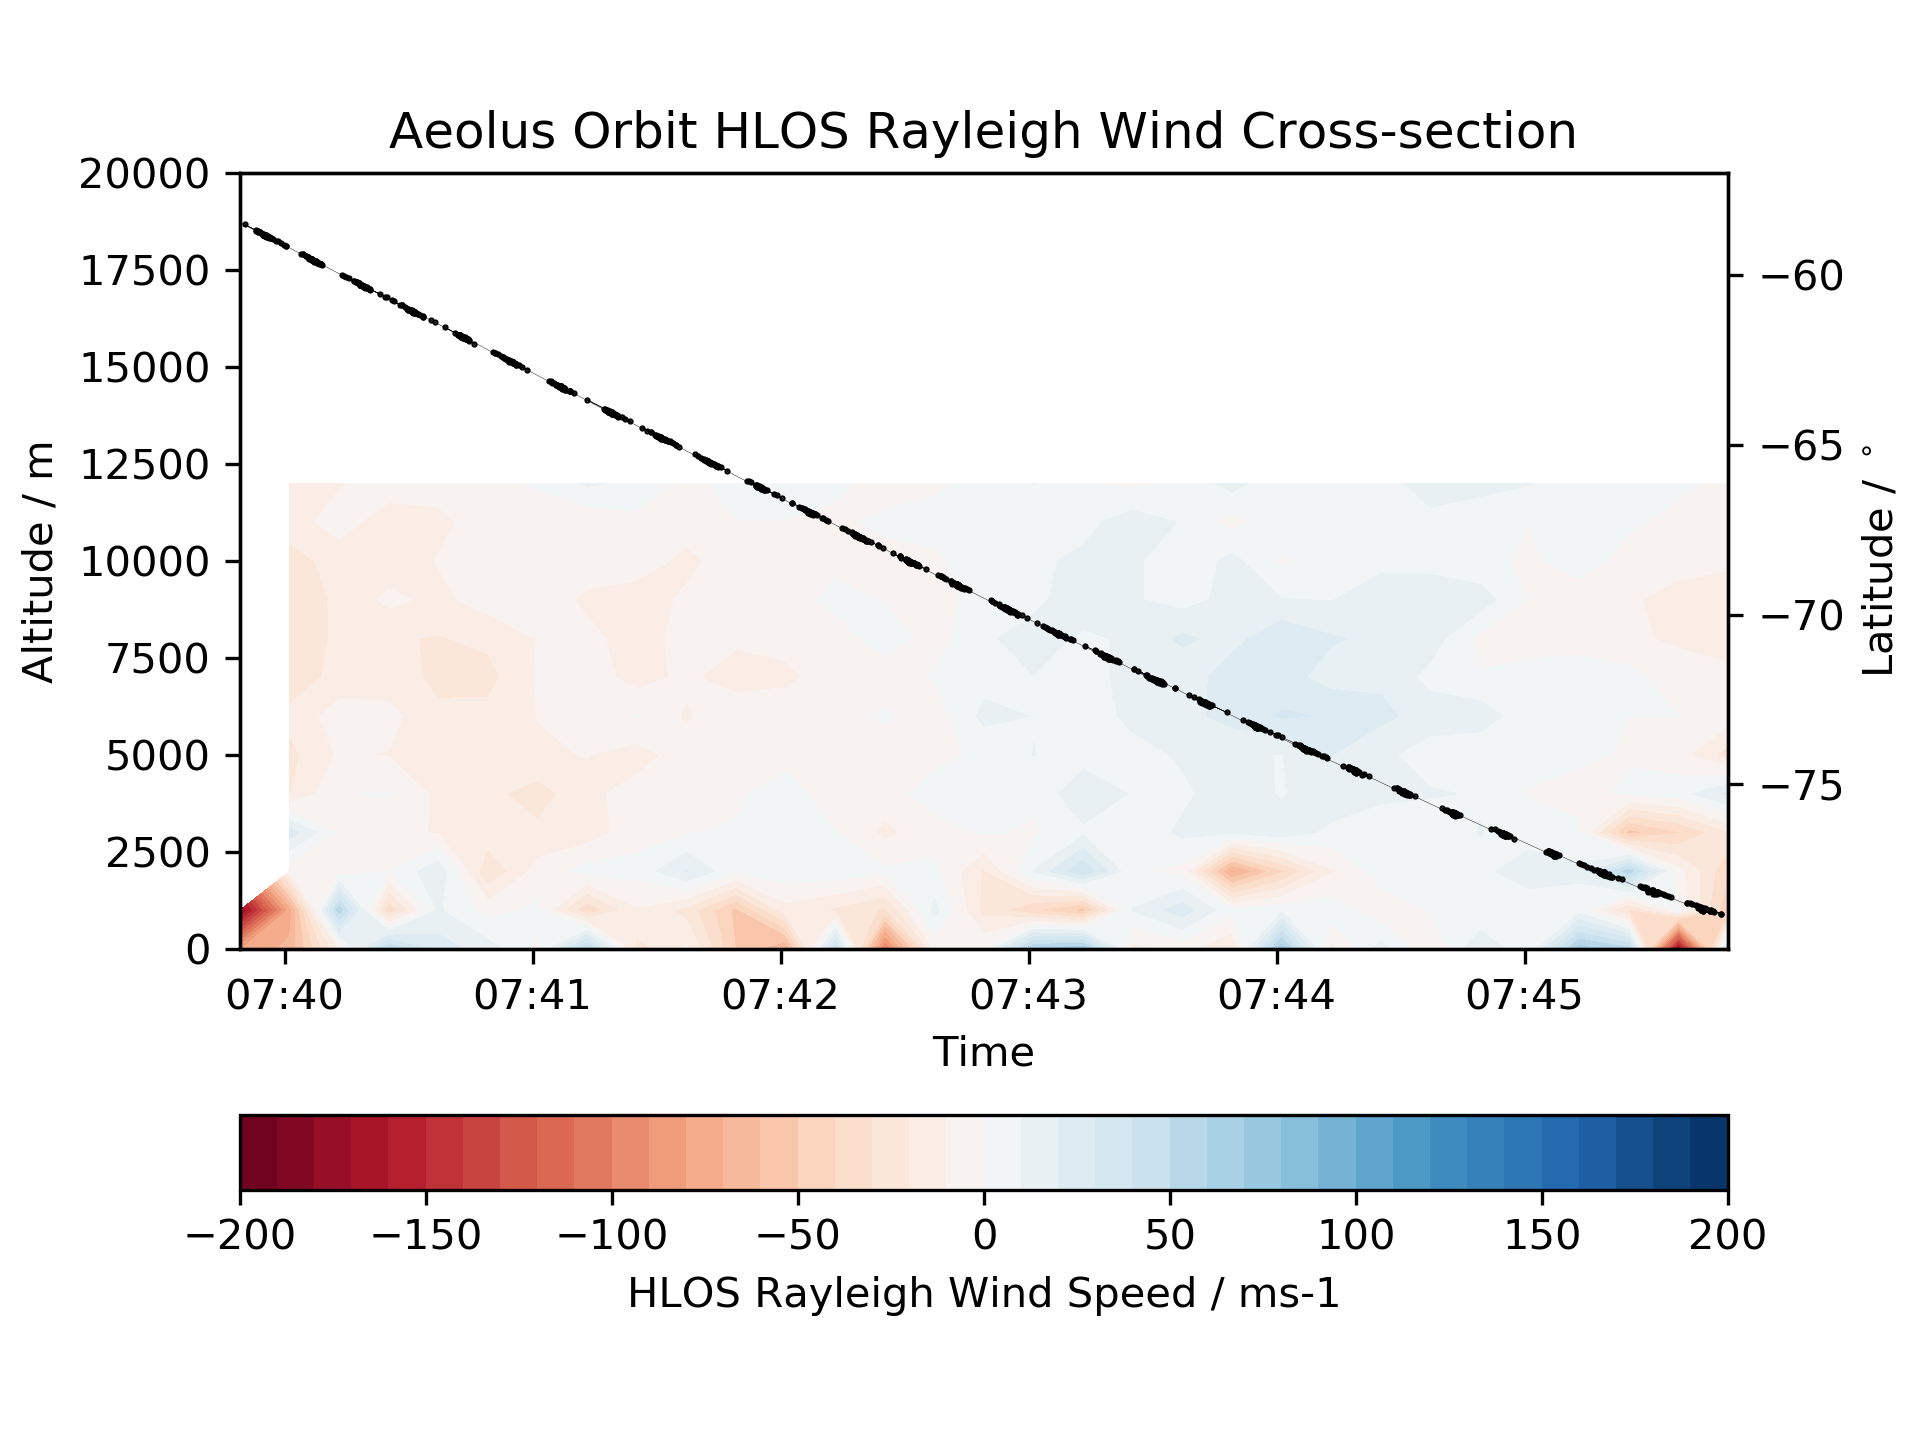 Aeolus Orbit HLOS Rayleigh Wind Cross-section
20000
17500
15000
12500
10000
7500
5000
2500
0
Altitude / m
−60
−65
−70
−75
Latitude / °
07:40 07:41 07:42 07:43 07:44 07:45
Time
−200 −150 −100 −50 0 50 100 150 200
HLOS Rayleigh Wind Speed / ms-1